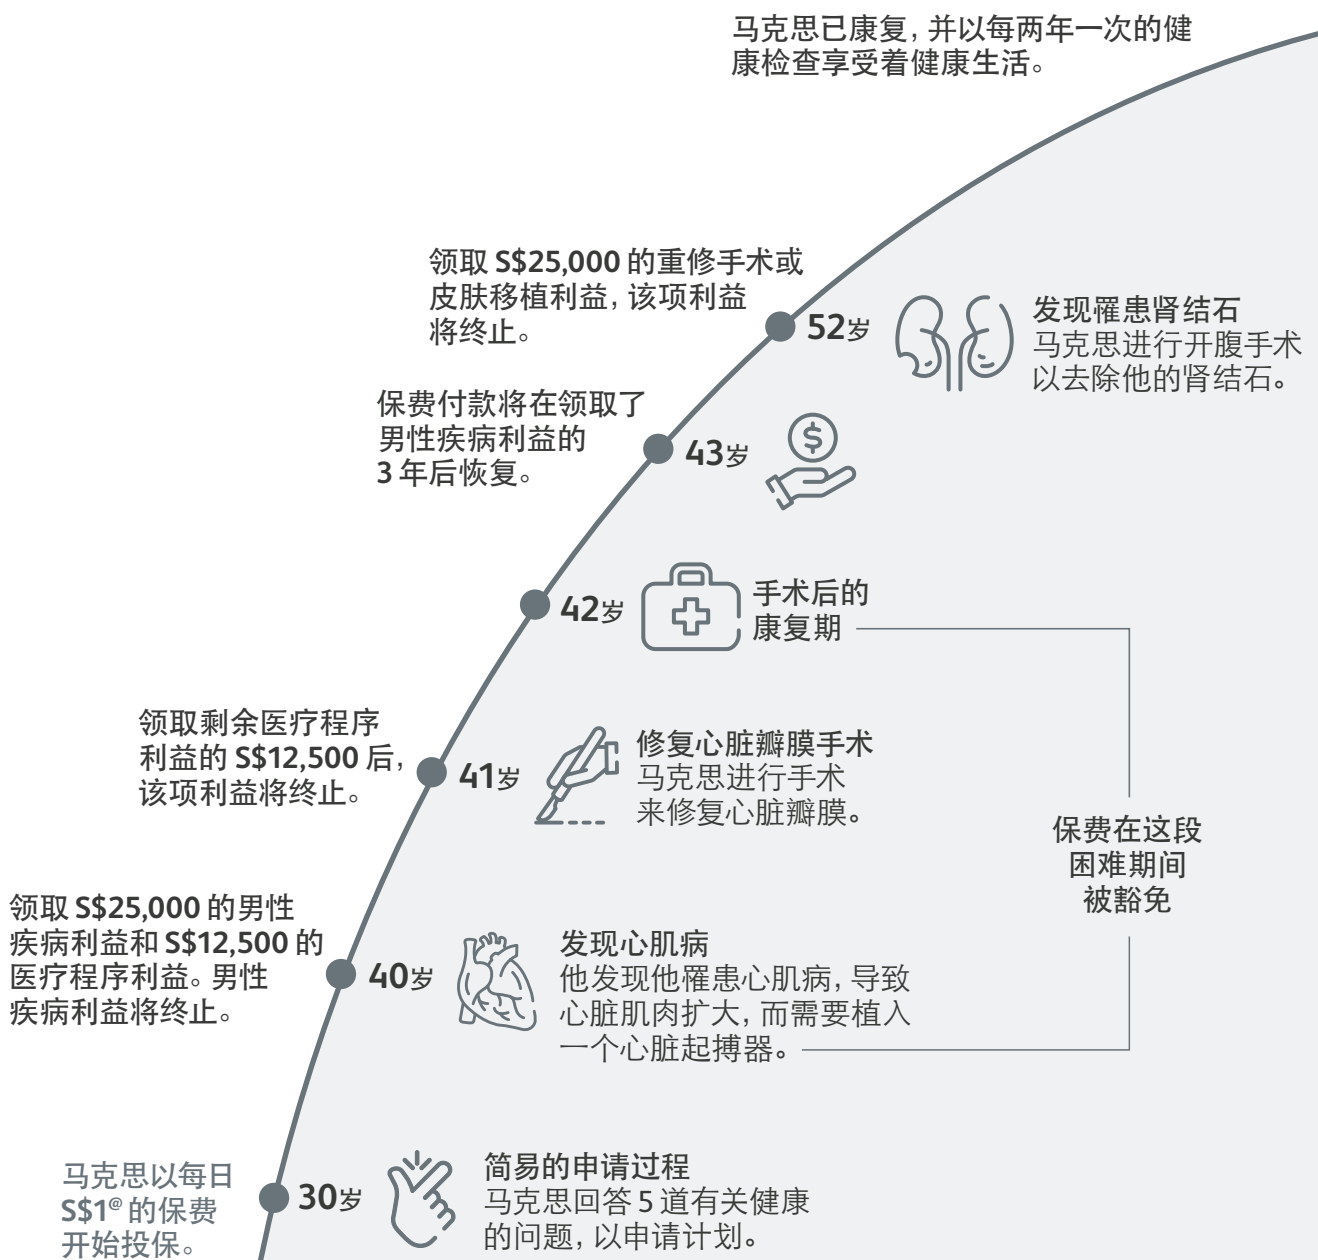 马克思已康复，并以每两年一次的健
康检查享受着健康生活。
领取 S$25,000 的重修手术或
皮肤移植利益，该项利益
将终止。
52岁
发现罹患肾结石
马克思进行开腹手术
以去除他的肾结石。
保费付款将在领取了
男性疾病利益的
3 年后恢复。
43岁
$
42岁
手术后的
康复期
领取剩余医疗程序
利益的 S$12,500 后，
该项利益将终止。
41岁
修复心脏瓣膜手术
马克思进行手术
来修复心脏瓣膜。
保费在这段
困难期间
被豁免
领取 S$25,000 的男性
疾病利益和 S$12,500 的
医疗程序利益。男性
疾病利益将终止。
40岁
发现心肌病
他发现他罹患心肌病，导致
心脏肌肉扩大，而需要植入
一个心脏起搏器。
马克思以每日
S$1@ 的保费
开始投保。
30岁
简易的申请过程
马克思回答 5 道有关健康
的问题，以申请计划。